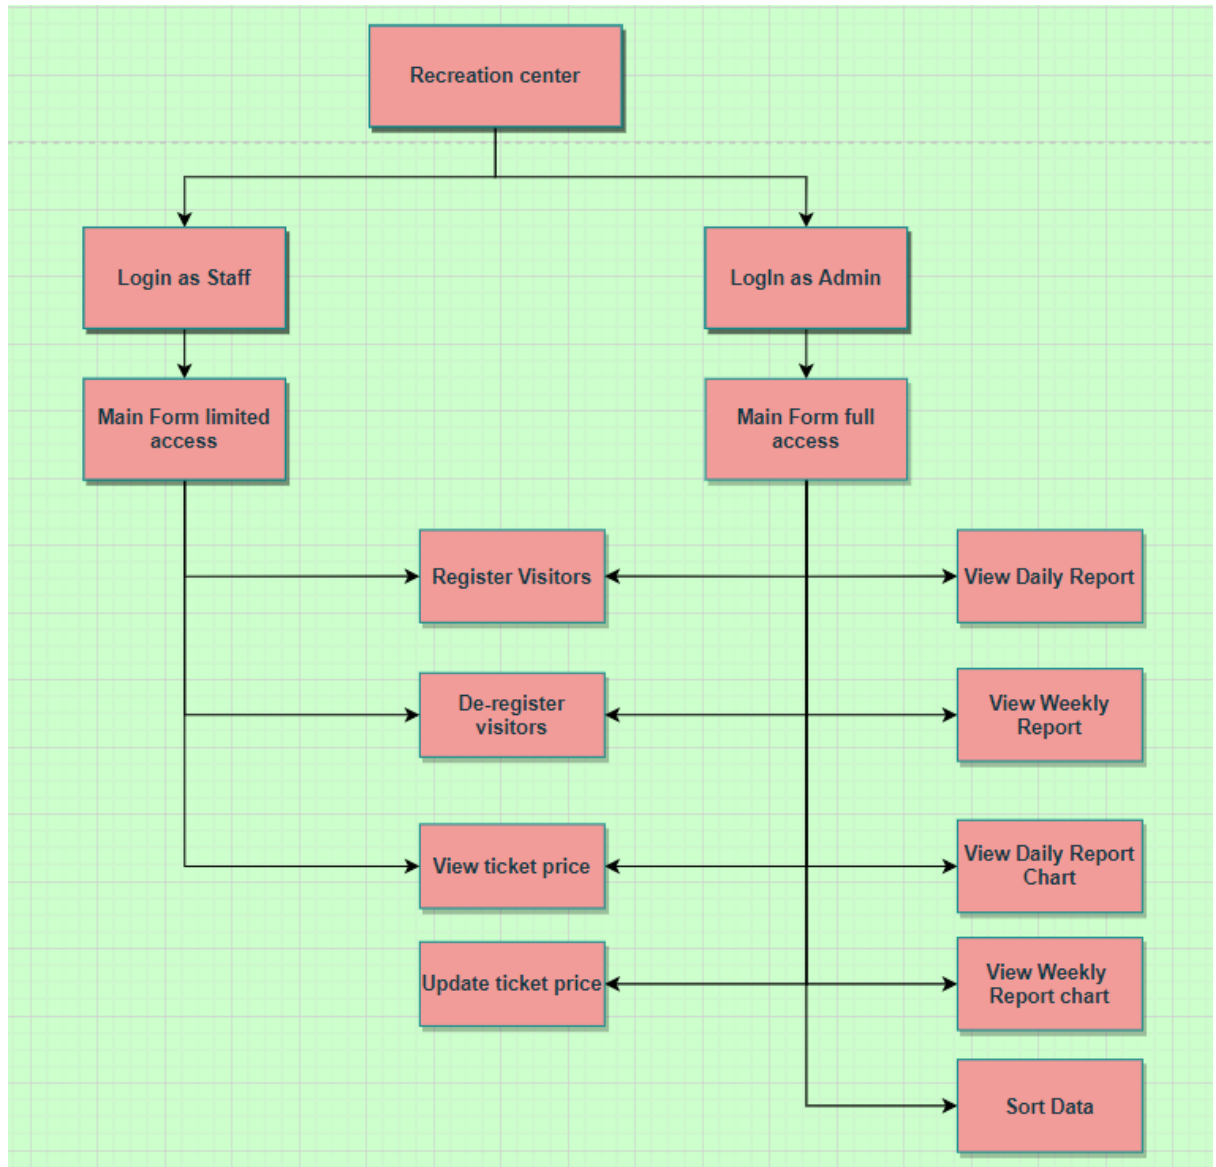 Recreation center
Login as Staff
LogIn as Admin
Main Form limited
access
Main Form full
access
Register Visitors
View Daily Report
De-register
visitors
View Weekly
Report
View ticket price
View Daily Report
Chart
Update ticket price
View Weekly
Report chart
Sort Data